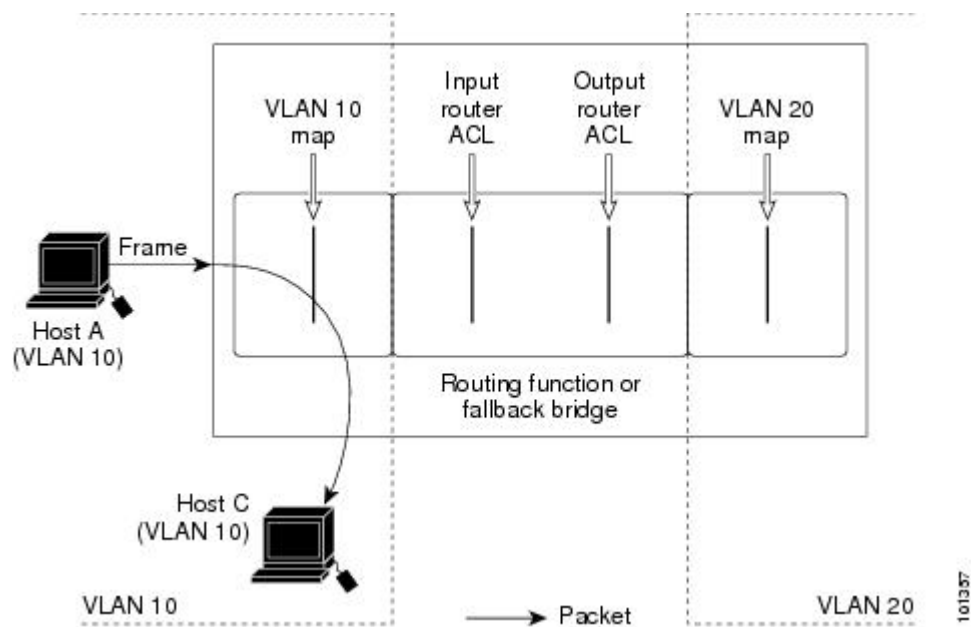 VLAN 10
map
Input
router
ACL
Output
router
ACL
VLAN 20
map
Frame
Host A
(VLAN 10)
Routing function or
fallback bridge
Host C
(VLAN 10)
VLAN 10
Packet
VLAN 20
101357